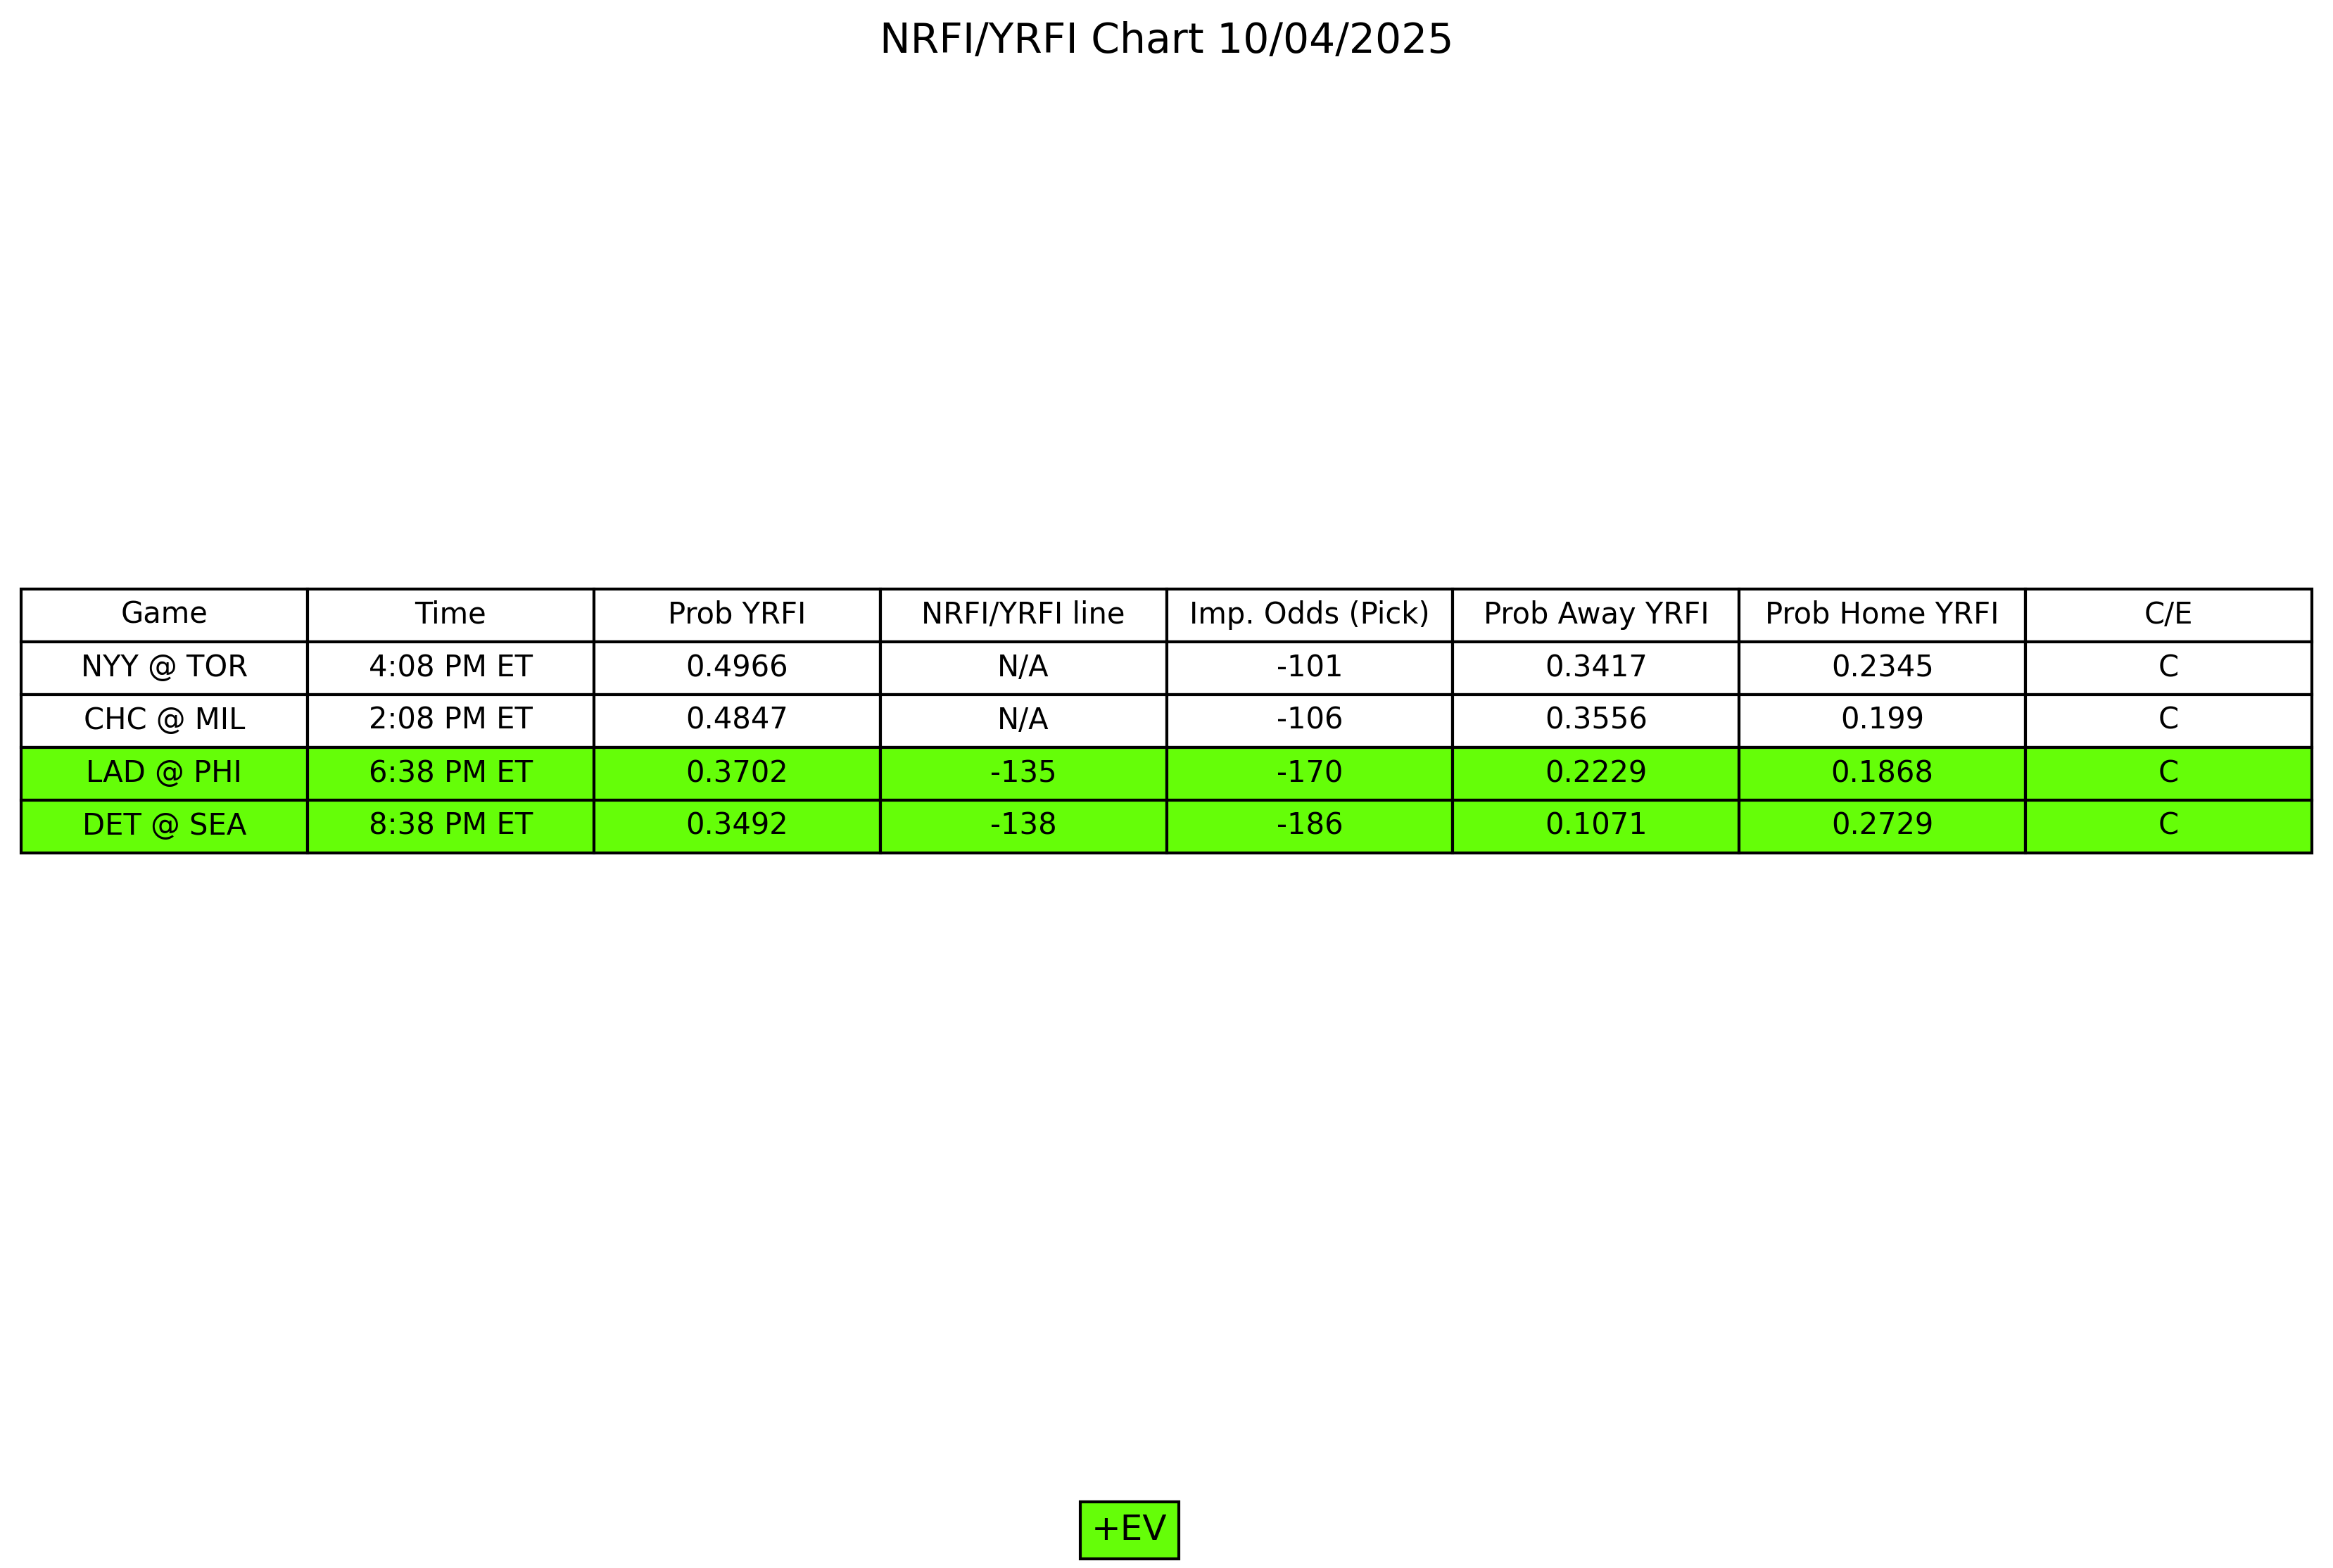 NRFI/YRFI Chart 10/04/2025
Game Time Prob YRFI NRFI/YRFI line Imp. Odds (Pick) Prob Away YRFI Prob Home YRFI C/E
NYY @ TOR 4:08 PM ET 0.4966 N/A -101 0.3417 0.2345 C
CHC @ MIL 2:08 PM ET 0.4847 N/A -106 0.3556 0.199 C
LAD @ PHI 6:38 PM ET 0.3702 -135 -170 0.2229 0.1868 C
DET @ SEA 8:38 PM ET 0.3492 -138 -186 0.1071 0.2729 C
+EV